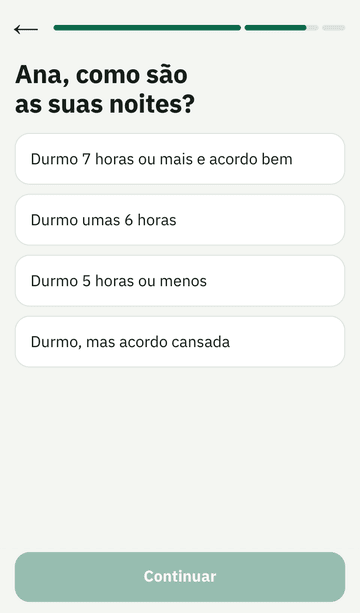 Ana, como são
as suas noites?
Durmo 7 horas ou mais e acordo bem
Durmo umas 6 horas
Durmo 5 horas ou menos
Durmo, mas acordo cansada
Continuar